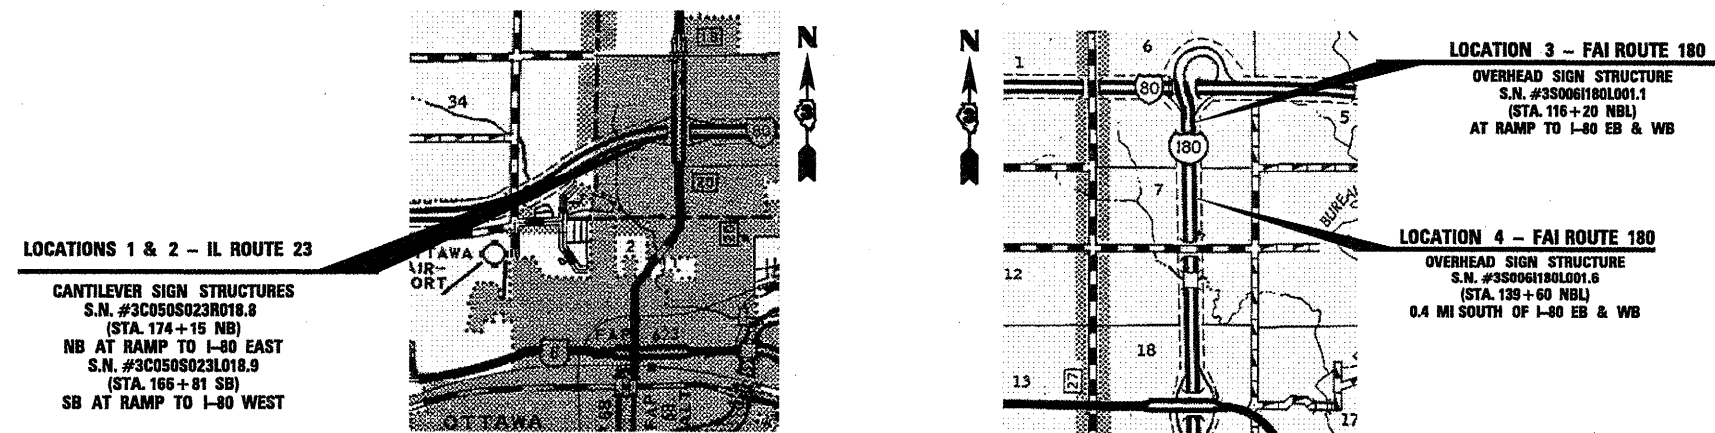 LOCATIONS 1 & 2 - IL ROUTE 23
CANTILEVER SIGN STRUCTURES
S.N. #3C050S023R018.8
(STA. 174+15 NB)
NB AT RAMP TO I-80 EAST
S.N. #3C050S023L018.9
(STA. 166+81 SB)
SB AT RAMP TO I-80 WEST
34
80
23
2
1
AIR-
PORT
OTTAWA
N
3
N
3
1
6
80
5
180
7
12
18
13
27
17
BUREAU
LOCATION 3 - FAI ROUTE 180
OVERHEAD SIGN STRUCTURE
S.N. #3S006I180L001.1
(STA. 116+20 NBL)
AT RAMP TO I-80 EB & WB
LOCATION 4 - FAI ROUTE 180
OVERHEAD SIGN STRUCTURE
S.N. #3S006I180L001.6
(STA. 139+60 NBL)
0.4 MI SOUTH OF I-80 EB & WB